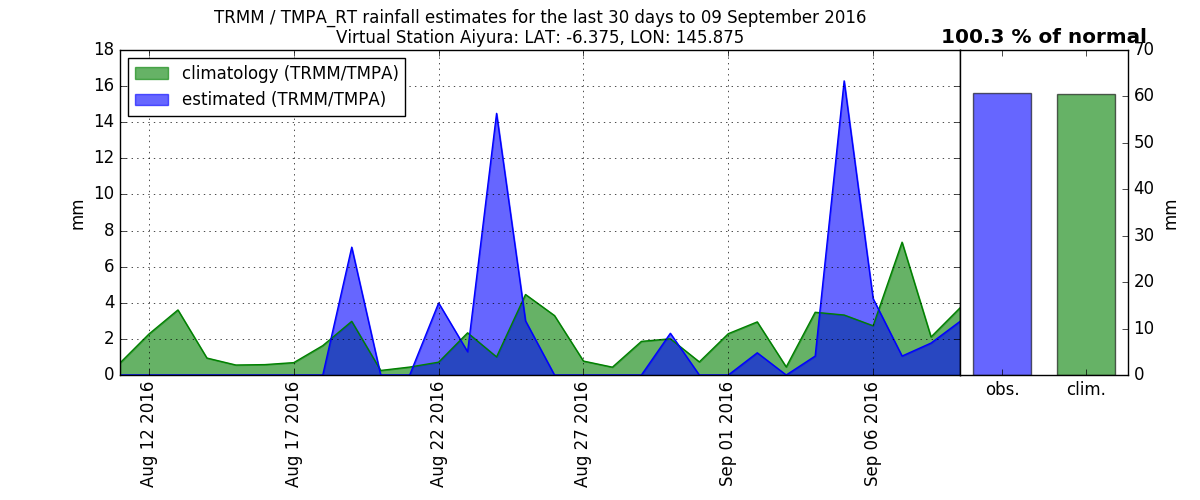 TRMM / TMPA_RT rainfall estimates for the last 30 days to 09 September 2016
Virtual Station Aiyura: LAT: -6.375, LON: 145.875
100.3 % of normal
climatology (TRMM/TMPA)
estimated (TRMM/TMPA)
18
16
14
12
10
8
6
4
2
0
mm
Aug 12 2016
Aug 17 2016
Aug 22 2016
Aug 27 2016
Sep 01 2016
Sep 06 2016
70
60
50
40
30
20
10
0
mm
obs.
clim.